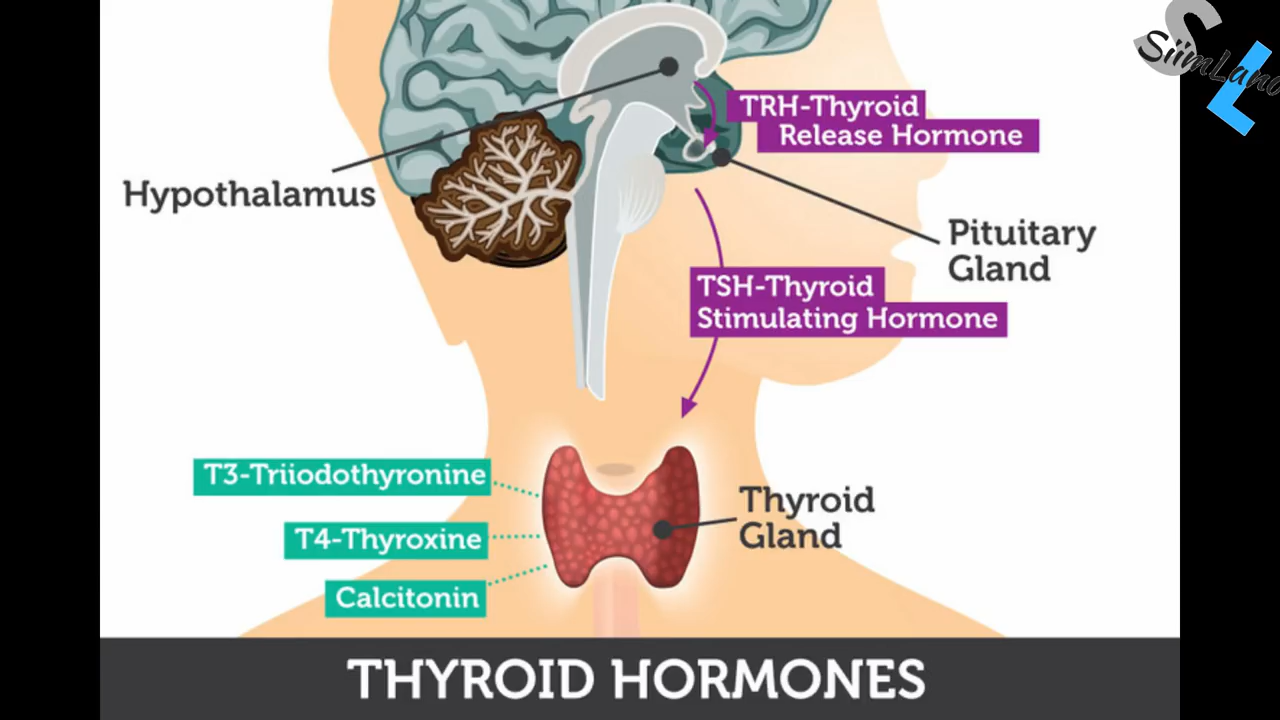 SiimLand
TRH-Thyroid
Release Hormone
Hypothalamus
Pituitary
Gland
TSH-Thyroid
Stimulating Hormone
T3-Triiodothyronine
T4-Thyroxine
Calcitonin
Thyroid
Gland
THYROID HORMONES